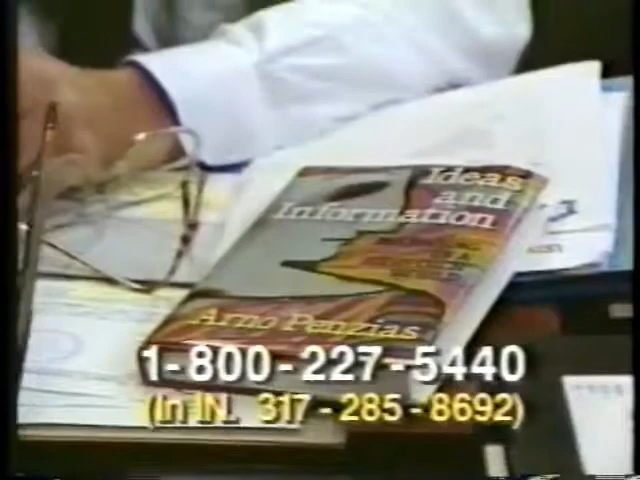 Ideas
and
Information
Arno Penzias
1-800-227-5440
(In IN. 317-285-8692)